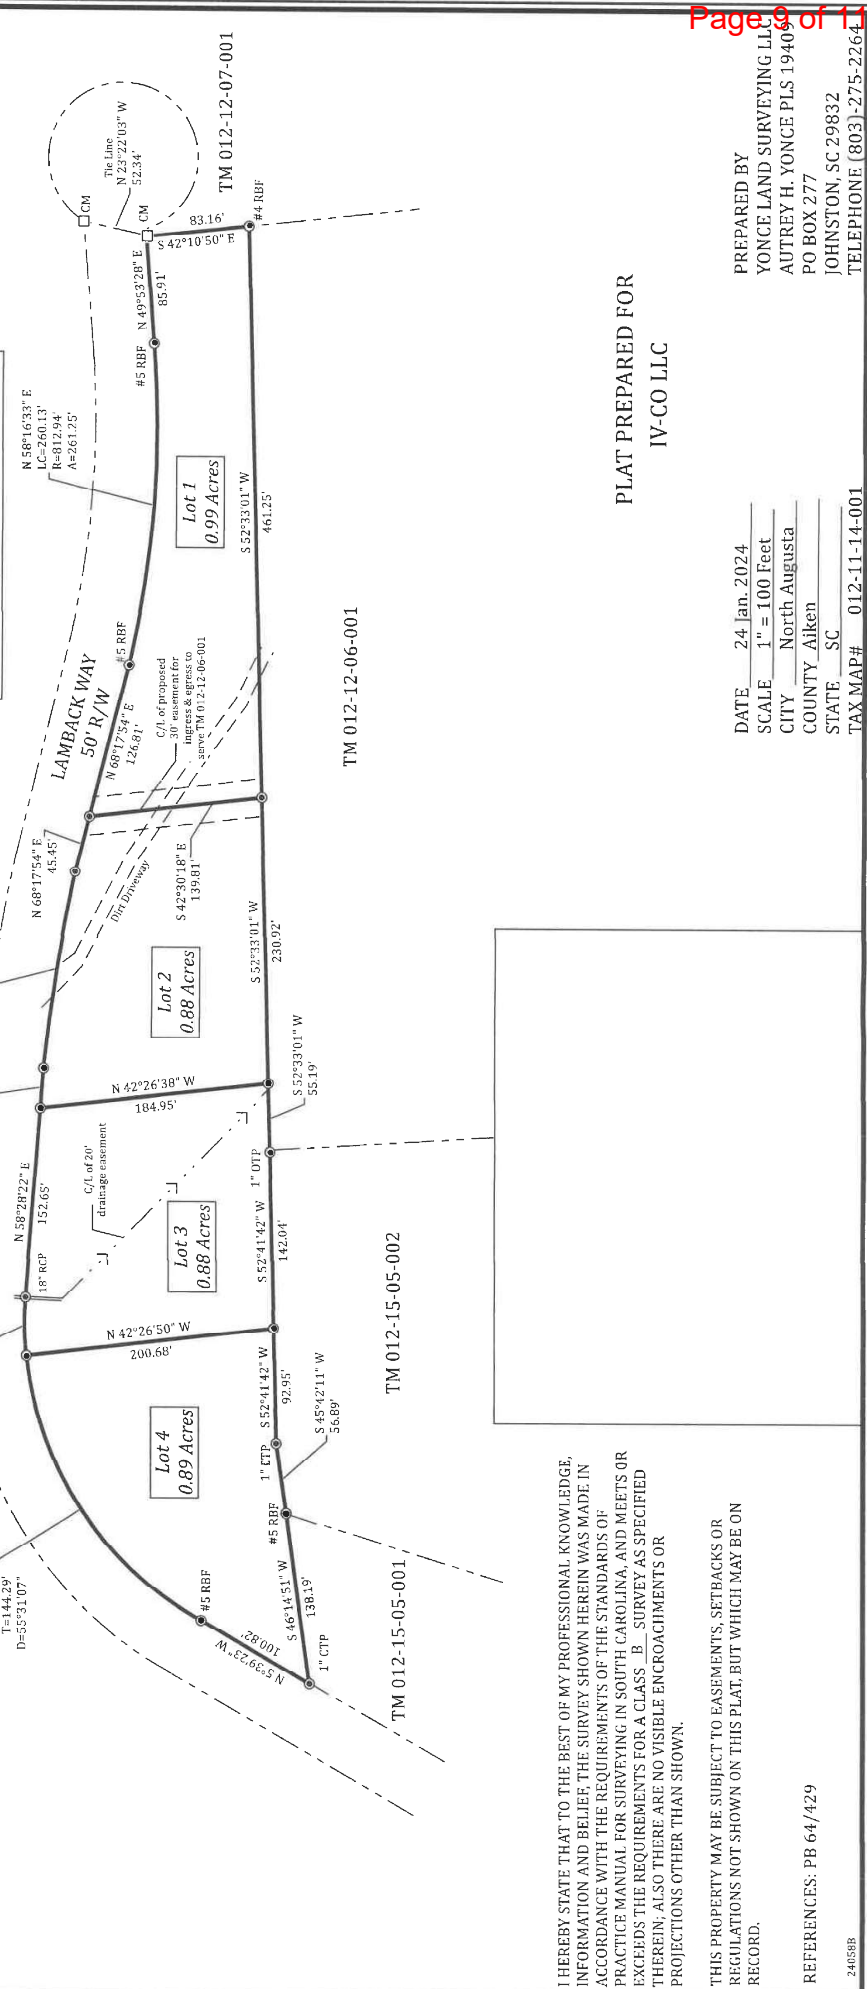 Page 9 of 11
TM 012-12-07-001
Tie Line
N 23°22'03" W
52.34'
CM
CM
83.16'
S 42°10'50" E
#4 RBF
N 49°53'28" E
85.91'
#5 RBF
N 58°16'33" E
LC=260.13'
R=812.94'
A=261.25'
Lot 1
0.99 Acres
S 52°33'01" W
461.25'
#5 RBF
LAMBACK WAY
50' R/W
N 68°17'54" E
126.81'
C/L of proposed
30' easement for
ingress & egress to
serve TM 012-12-06-001
TM 012-12-06-001
N 68°17'54" E
45.45'
Dirt Driveway
S 42°30'18" E
139.81'
Lot 2
0.88 Acres
S 52°33'01" W
230.92'
N 42°26'38" W
184.95'
S 52°33'01" W
55.19'
N 58°28'22" E
152.65'
C/L of 20'
drainage easement
1" OTP
18" RCP
Lot 3
0.88 Acres
S 52°41'42" W
142.04'
TM 012-15-05-002
N 42°26'50" W
200.68'
Lot 4
0.89 Acres
S 52°41'42" W
92.95'
1" CTP
S 45°42'11" W
56.89'
#5 RBF
T=144.29'
D=55°31'07"
#5 RBF
N 5°39'23" W
100.82'
S 46°14'51" W
138.19'
1" CTP
TM 012-15-05-001
PLAT PREPARED FOR
IV-CO LLC
PREPARED BY
YONCE LAND SURVEYING LLC
AUTREY H. YONCE PLS 19409
PO BOX 277
JOHNSTON, SC 29832
TELEPHONE (803)-275-2264
DATE 24 Jan. 2024
SCALE 1" = 100 Feet
CITY North Augusta
COUNTY Aiken
STATE SC
TAX MAP# 012-11-14-001
I HEREBY STATE THAT TO THE BEST OF MY PROFESSIONAL KNOWLEDGE,
INFORMATION AND BELIEF, THE SURVEY SHOWN HEREIN WAS MADE IN
ACCORDANCE WITH THE REQUIREMENTS OF THE STANDARDS OF
PRACTICE MANUAL FOR SURVEYING IN SOUTH CAROLINA, AND MEETS OR
EXCEEDS THE REQUIREMENTS FOR A CLASS B SURVEY AS SPECIFIED
THEREIN; ALSO THERE ARE NO VISIBLE ENCROACHMENTS OR
PROJECTIONS OTHER THAN SHOWN.
THIS PROPERTY MAY BE SUBJECT TO EASEMENTS, SETBACKS OR
REGULATIONS NOT SHOWN ON THIS PLAT, BUT WHICH MAY BE ON
RECORD.
REFERENCES: PB 64/429
24058B